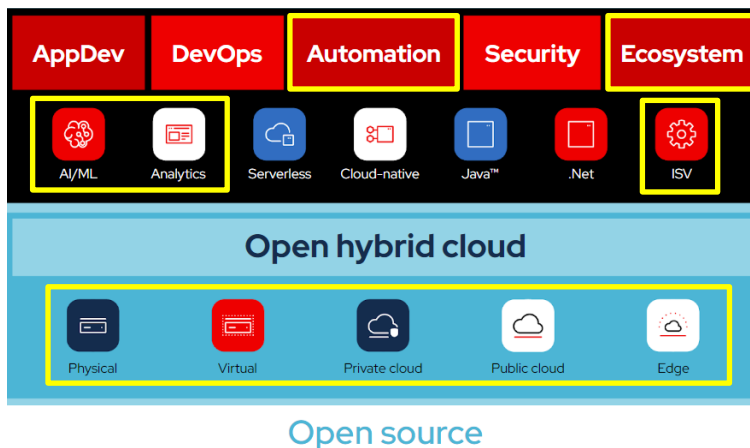 AppDev DevOps Automation Security Ecosystem
AI/ML Analytics Serverless Cloud-native Java™ .Net ISV
Open hybrid cloud
Physical Virtual Private cloud Public cloud Edge
Open source